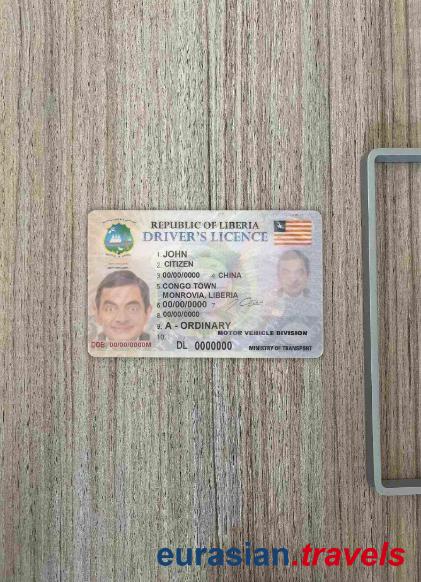 REPUBLIC OF LIBERIA
DRIVER'S LICENCE
1. JOHN
2. CITIZEN
3. 00/00/0000 4. CHINA
5. CONGO TOWN
MONROVIA, LIBERIA
6. 00/00/0000 7.
8. 00/00/0000
9. A - ORDINARY
MOTOR VEHICLE DIVISION
10.
DOB: 00/00/0000M
DL 0000000
MINISTRY OF TRANSPORT
eurasian.travels